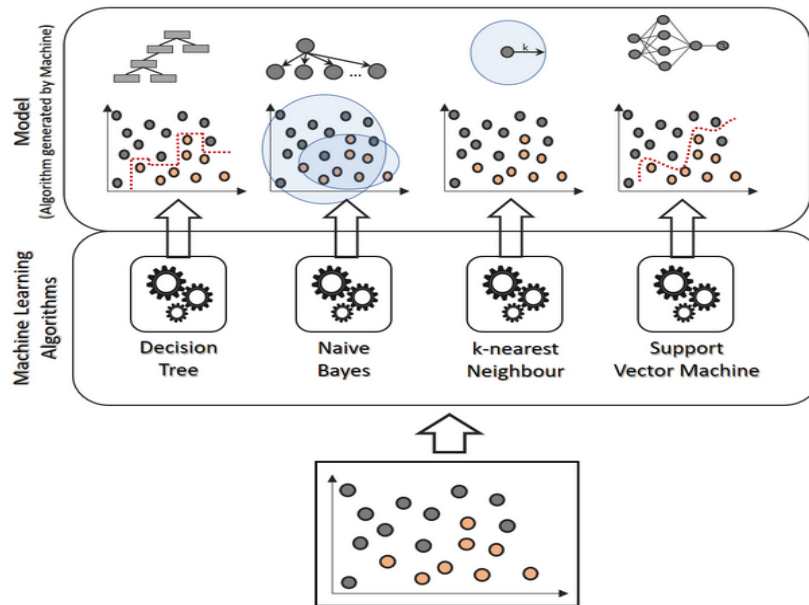 Model
(Algorithm generated by Machine)
k
...
Machine Learning
Algorithms
Decision
Tree
Naive
Bayes
k-nearest
Neighbour
Support
Vector Machine